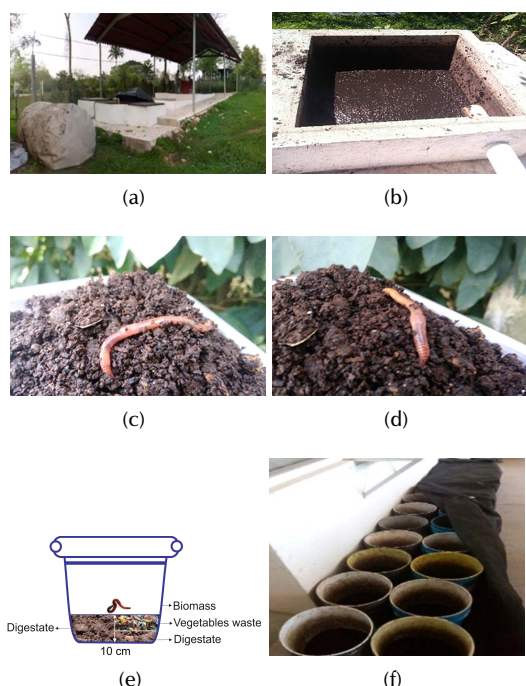 (a)
(b)
(c)
(d)
Biomass
Digestate
Vegetables waste
Digestate
10 cm
(e)
(f)